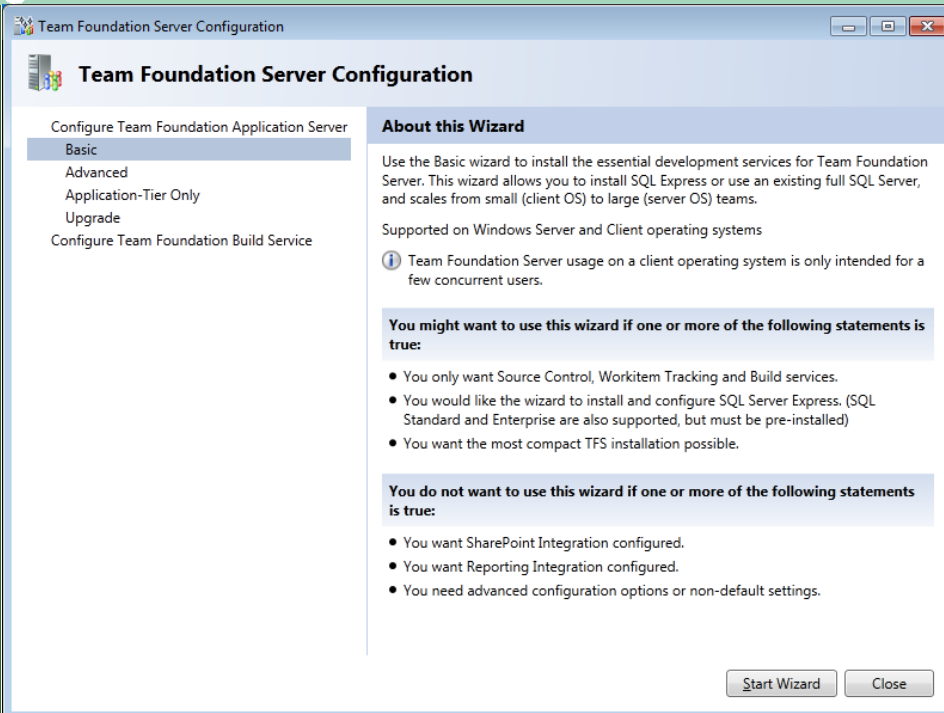 Team Foundation Server Configuration
Team Foundation Server Configuration
Configure Team Foundation Application Server
Basic
Advanced
Application-Tier Only
Upgrade
Configure Team Foundation Build Service
About this Wizard
Use the Basic wizard to install the essential development services for Team Foundation
Server. This wizard allows you to install SQL Express or use an existing full SQL Server,
and scales from small (client OS) to large (server OS) teams.
Supported on Windows Server and Client operating systems
Team Foundation Server usage on a client operating system is only intended for a
few concurrent users.
You might want to use this wizard if one or more of the following statements is
true:
• You only want Source Control, Workitem Tracking and Build services.
• You would like the wizard to install and configure SQL Server Express. (SQL
Standard and Enterprise are also supported, but must be pre-installed)
• You want the most compact TFS installation possible.
You do not want to use this wizard if one or more of the following statements
is true:
• You want SharePoint Integration configured.
• You want Reporting Integration configured.
• You need advanced configuration options or non-default settings.
Start Wizard
Close